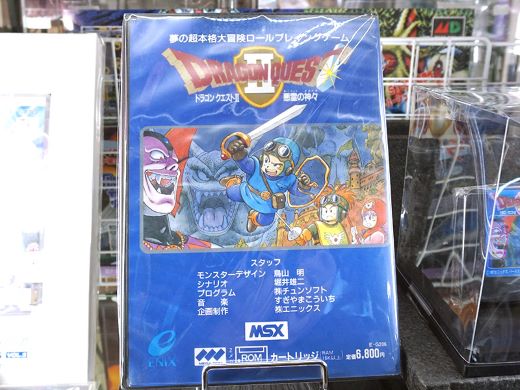 夢の超本格大冒険ロールプレイングゲーム
DRAGON QUEST
II
ドラゴンクエストII 悪霊の神々
スタッフ
モンスターデザイン 鳥山 明
シナリオ 堀井雄二
プログラム ㈱チュンソフト
音楽 すぎやまこういち
企画制作 ㈱エニックス
MSX
ENIX
ROM カートリッジ
定価6,800円
MD
VOL.2